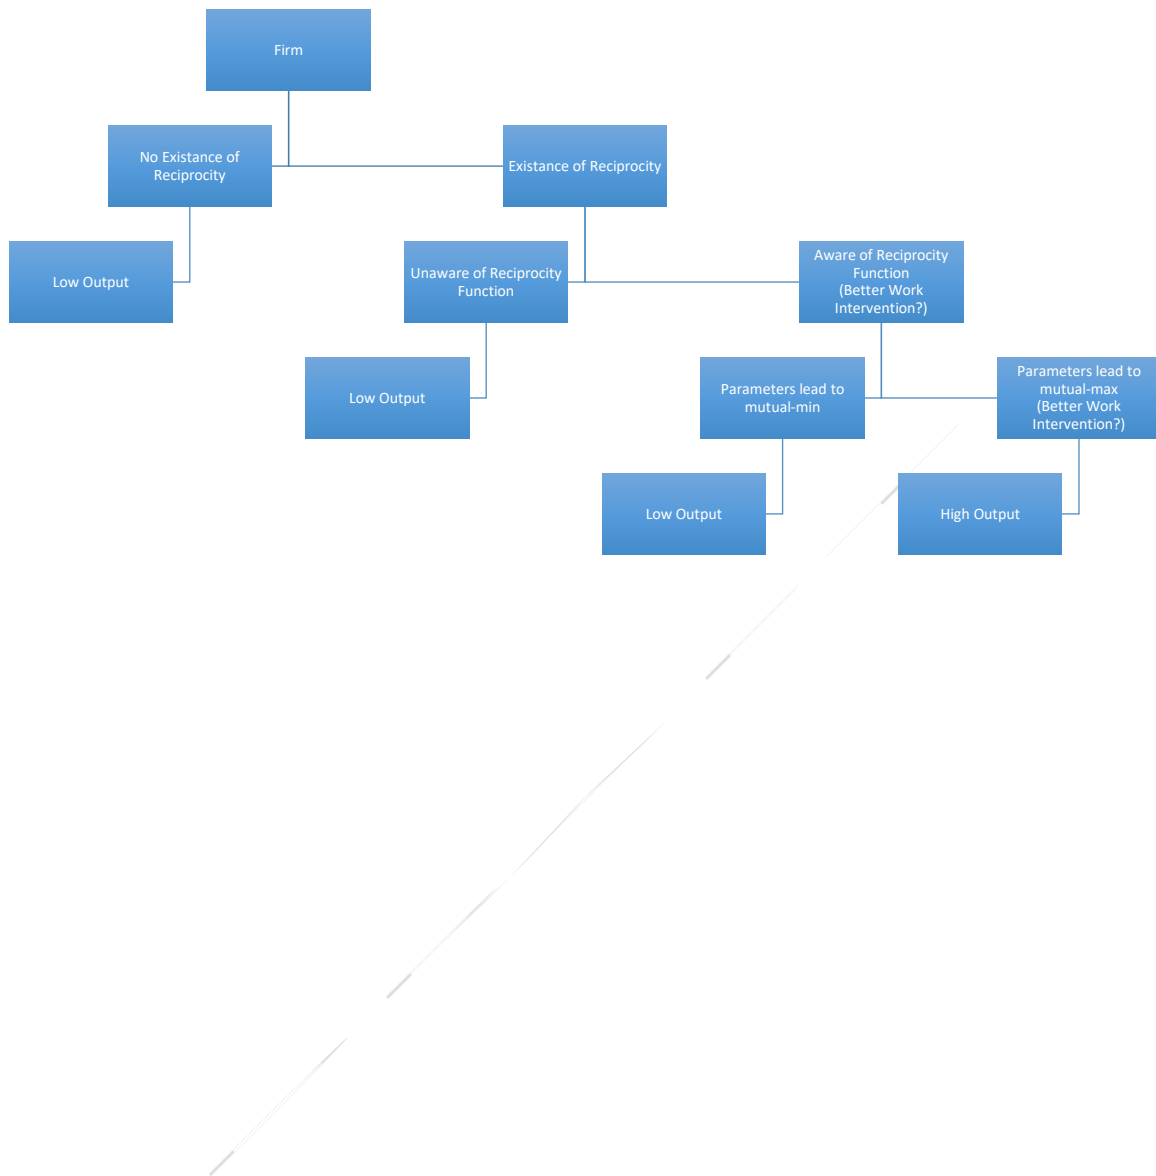 Firm
No Existance of
Reciprocity
Existance of Reciprocity
Low Output
Unaware of Reciprocity
Function
Aware of Reciprocity
Function
(Better Work
Intervention?)
Low Output
Parameters lead to
mutual-min
Parameters lead to
mutual-max
(Better Work
Intervention?)
Low Output
High Output